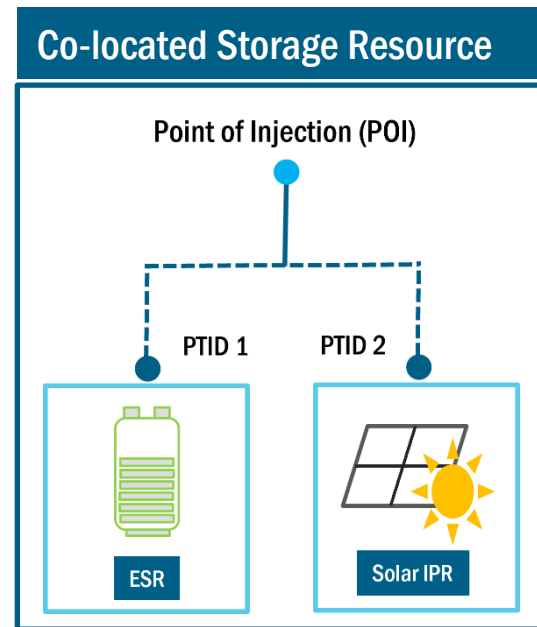 Co-located Storage Resource
Point of Injection (POI)
PTID 1
PTID 2
ESR
Solar IPR